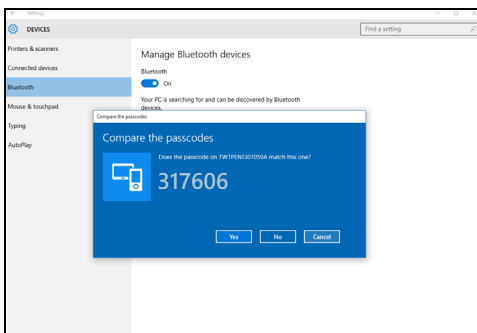 Settings
DEVICES
Find a setting
Printers & scanners
Connected devices
Bluetooth
Mouse & touchpad
Typing
AutoPlay
Manage Bluetooth devices
Bluetooth
On
Your PC is searching for and can be discovered by Bluetooth
devices.
Compare the passcodes
Compare the passcodes
Does the passcode on TWTPEN1307059A match this one?
317606
Yes
No
Cancel